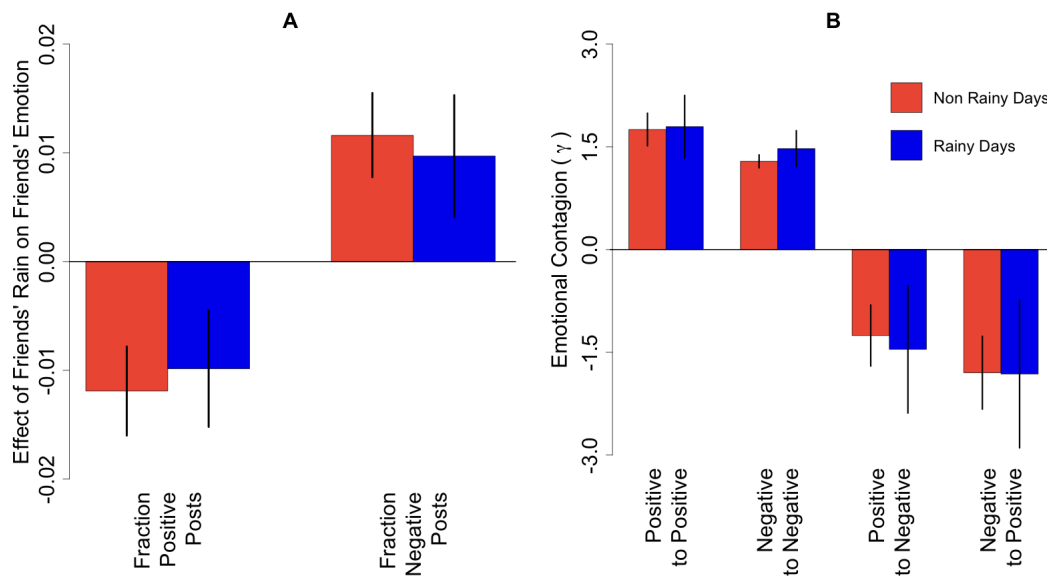 A
Effect of Friends' Rain on Friends' Emotion
0.02
0.01
0.00
-0.01
-0.02
Fraction
Positive
Posts
Fraction
Negative
Posts
B
Emotional Contagion ( γ )
3.0
1.5
0.0
-1.5
-3.0
Non Rainy Days
Rainy Days
Positive
to Positive
Negative
to Negative
Positive
to Negative
Negative
to Positive